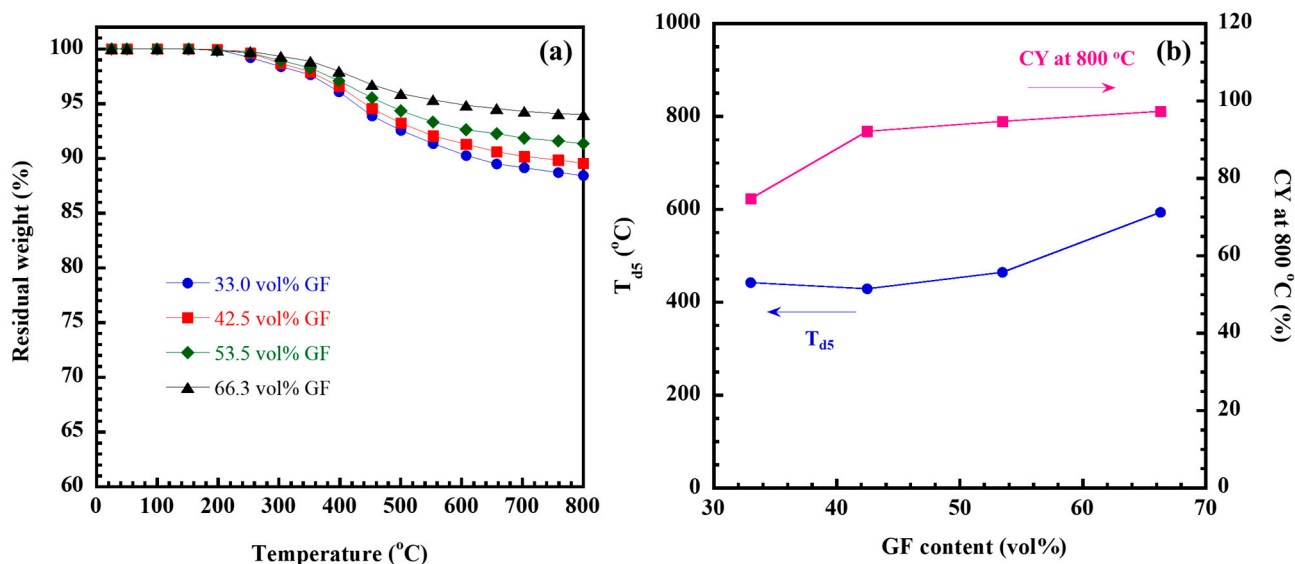 (a)
Residual weight (%)
100
95
90
85
80
75
70
65
60
33.0 vol% GF
42.5 vol% GF
53.5 vol% GF
66.3 vol% GF
0 100 200 300 400 500 600 700 800
Temperature (°C)
(b)
T_d5 (°C)
1000
800
600
400
200
0
CY at 800 °C
T_d5
120
100
80
60
40
20
0
CY at 800 °C (%)
30 40 50 60 70
GF content (vol%)